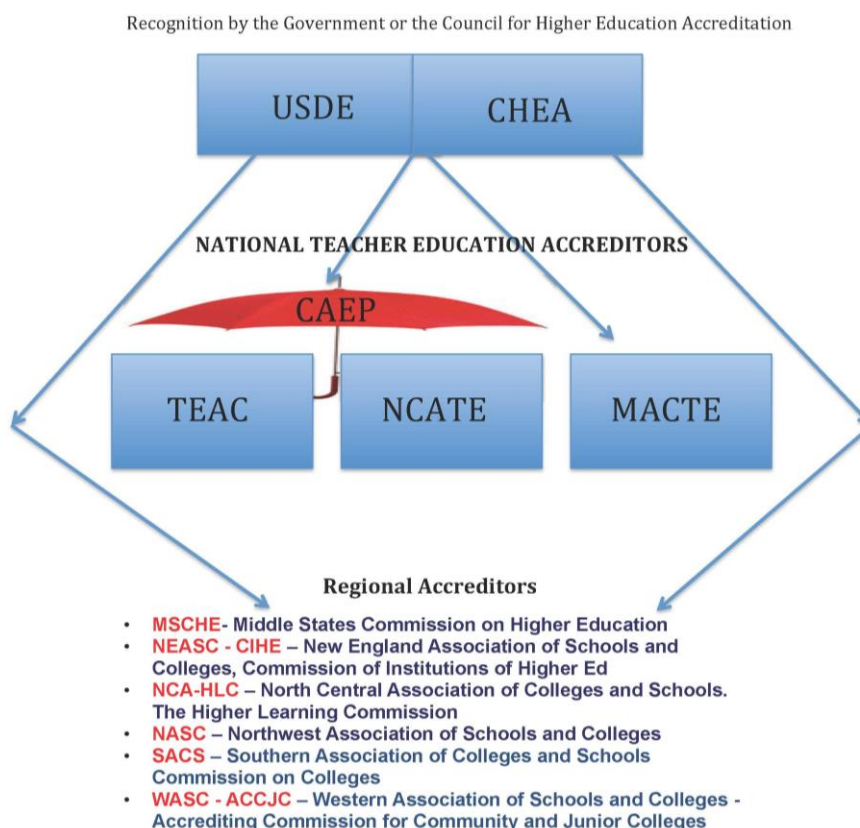 Recognition by the Government or the Council for Higher Education Accreditation
USDE
CHEA
NATIONAL TEACHER EDUCATION ACCREDITORS
CAEP
TEAC
NCATE
MACTE
Regional Accreditors
• MSCHE- Middle States Commission on Higher Education
• NEASC - CIHE – New England Association of Schools and
Colleges, Commission of Institutions of Higher Ed
• NCA-HLC – North Central Association of Colleges and Schools.
The Higher Learning Commission
• NASC – Northwest Association of Schools and Colleges
• SACS – Southern Association of Colleges and Schools
Commission on Colleges
• WASC - ACCJC – Western Association of Schools and Colleges -
Accrediting Commission for Community and Junior Colleges